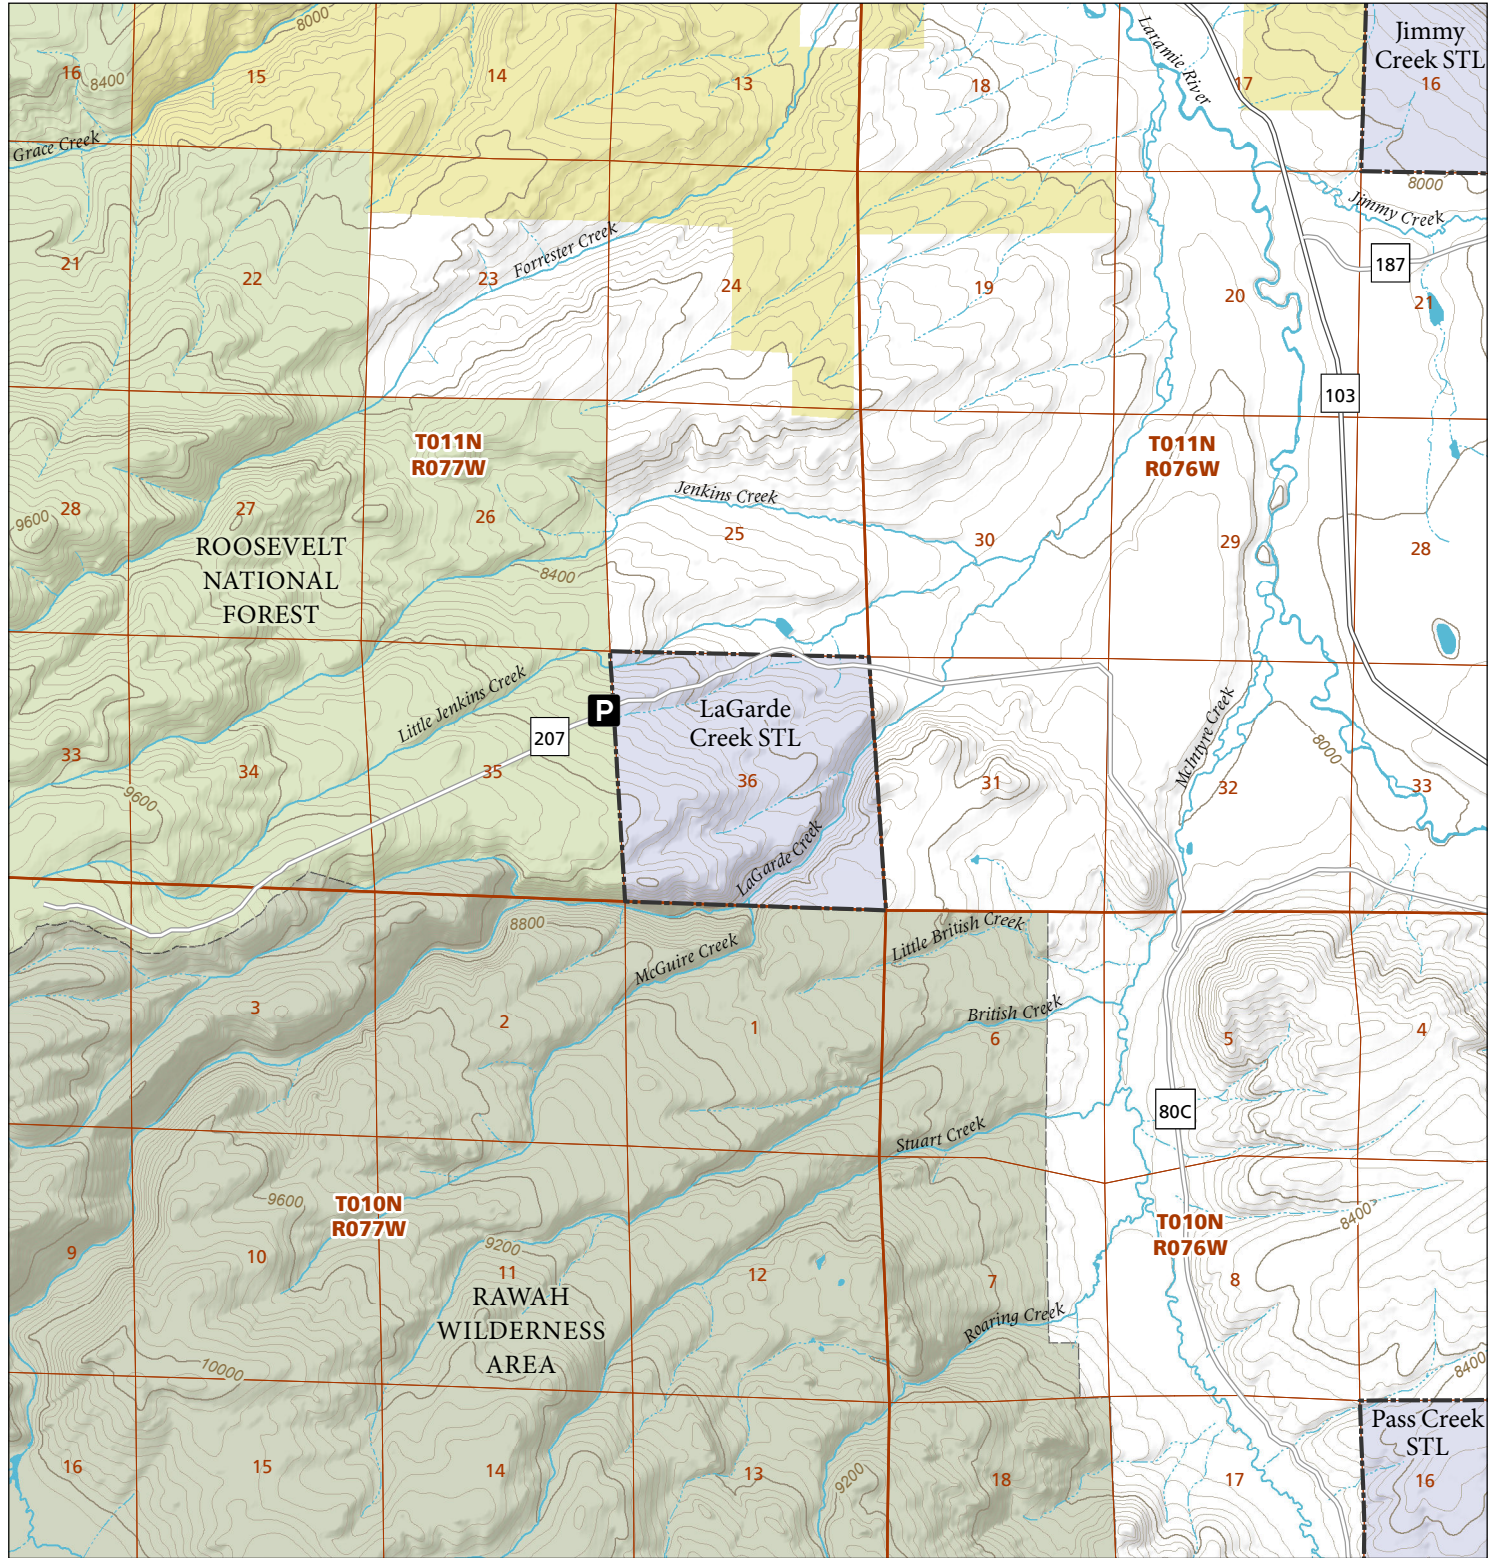 8000
Jimmy
Creek STL
16
15
14
13
18
17
16
8400
Laramie River
Grace Creek
8000
Jimmy Creek
21
22
23
Forrester Creek
24
19
20
187
21
103
T011N
R077W
T011N
R076W
28
9600
27
26
Jenkins Creek
25
30
29
28
ROOSEVELT
NATIONAL
FOREST
8400
Little Jenkins Creek
P
207
LaGarde
Creek STL
McIntyre Creek
8000
33
34
35
36
31
32
33
9600
LaGarde Creek
8800
McGuire Creek
Little British Creek
3
2
1
British Creek
6
5
4
80C
Stuart Creek
9600
T010N
R077W
8400
T010N
R076W
9
10
9200
11
12
7
8
RAWAH
WILDERNESS
AREA
Roaring Creek
10000
8400
Pass Creek
STL
16
15
14
13
9200
18
17
16